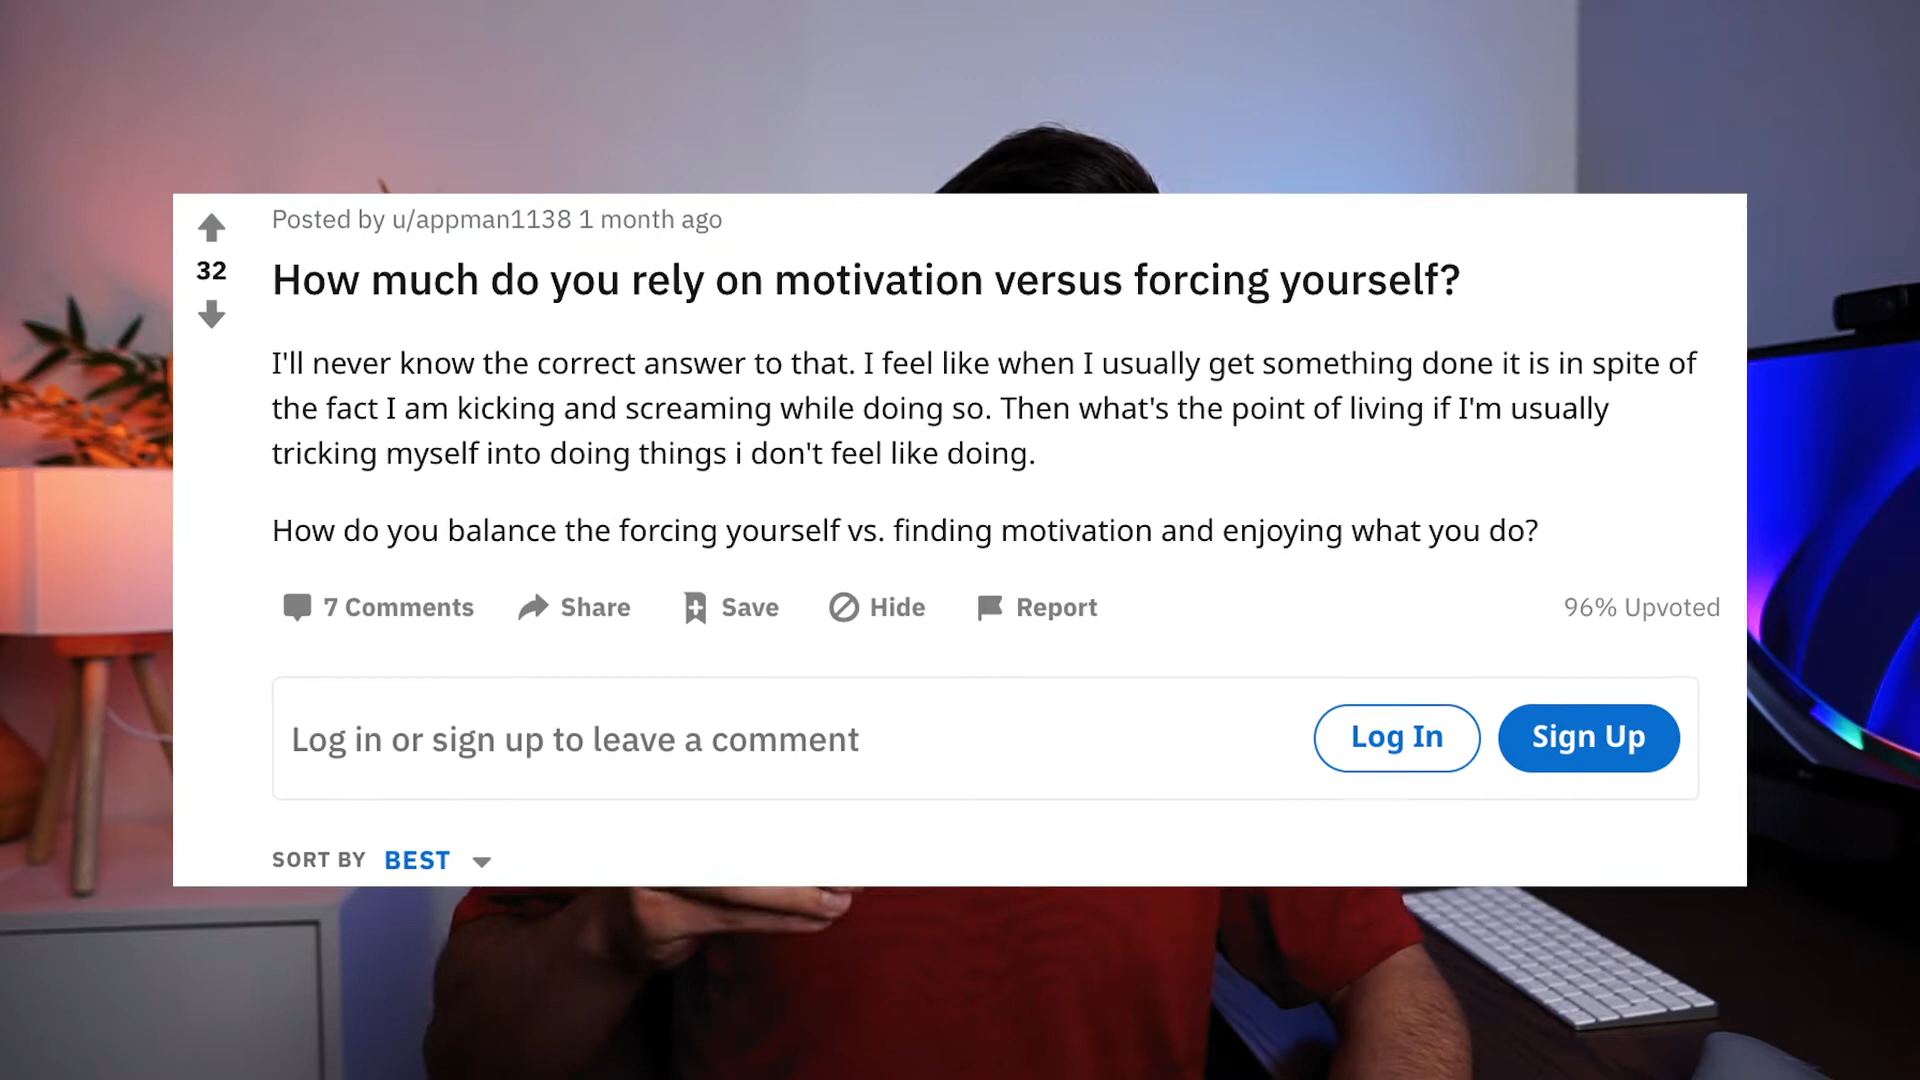 Posted by u/appman1138 1 month ago
32
How much do you rely on motivation versus forcing yourself?
I'll never know the correct answer to that. I feel like when I usually get something done it is in spite of
the fact I am kicking and screaming while doing so. Then what's the point of living if I'm usually
tricking myself into doing things i don't feel like doing.
How do you balance the forcing yourself vs. finding motivation and enjoying what you do?
7 Comments Share Save Hide Report 96% Upvoted
Log in or sign up to leave a comment Log In Sign Up
SORT BY BEST